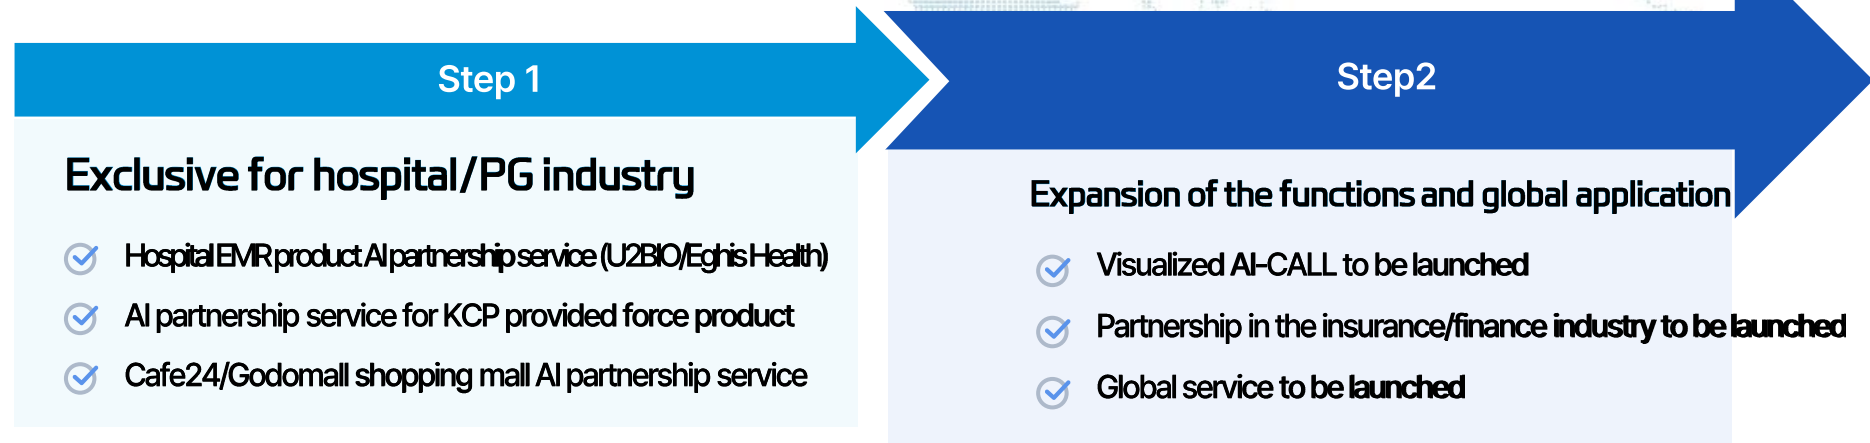 Step 1
Exclusive for hospital/PG industry
Hospital EMR product AI partnership service (U2BIO/Eghis Health)
AI partnership service for KCP provided force product
Cafe24/Godomall shopping mall AI partnership service
Step2
Expansion of the functions and global application
Visualized AI-CALL to be launched
Partnership in the insurance/finance industry to be launched
Global service to be launched